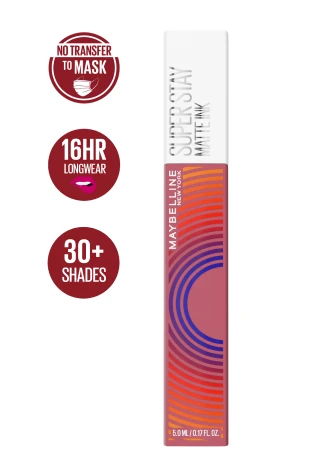 NO TRANSFER
TO MASK
16HR
LONGWEAR
30+
SHADES
SUPER STAY
MATTE INK
MAYBELLINE
NEW YORK
5.0 ML / 0.17 FL. OZ.